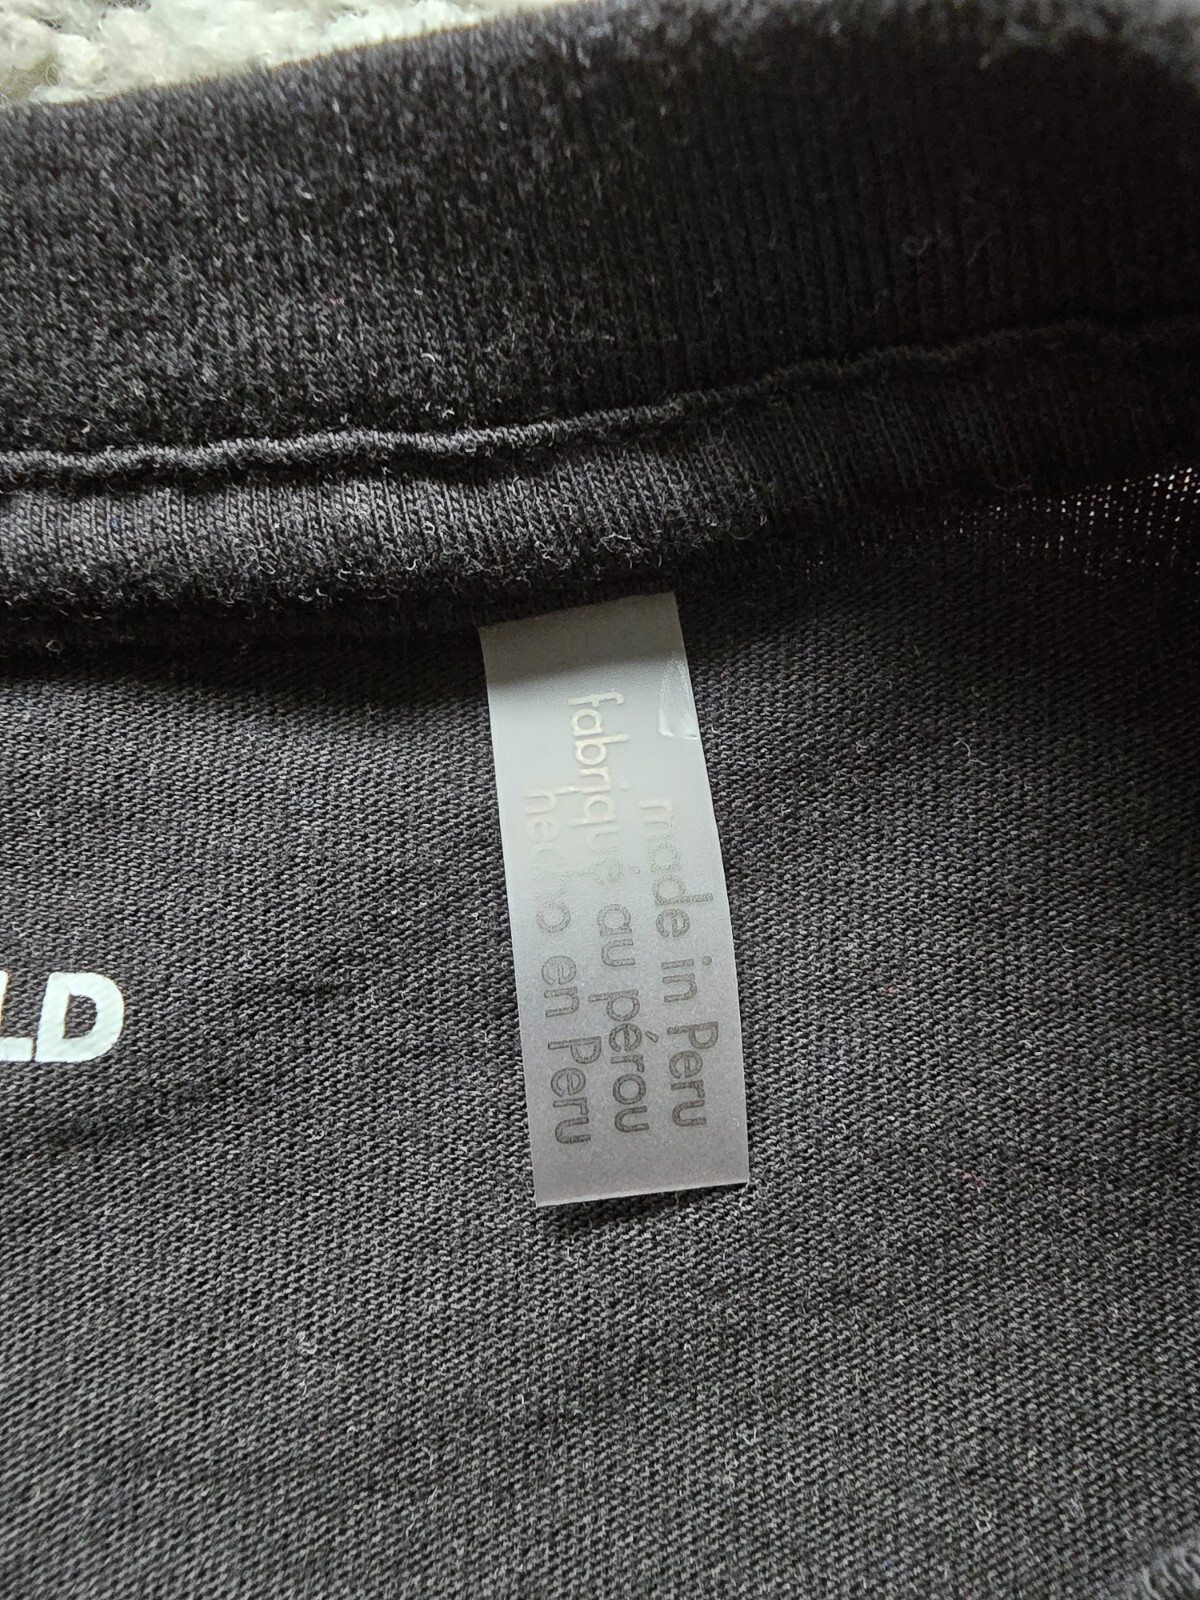 made in Peru
fabriqué au pérou
hecho en Peru
LD